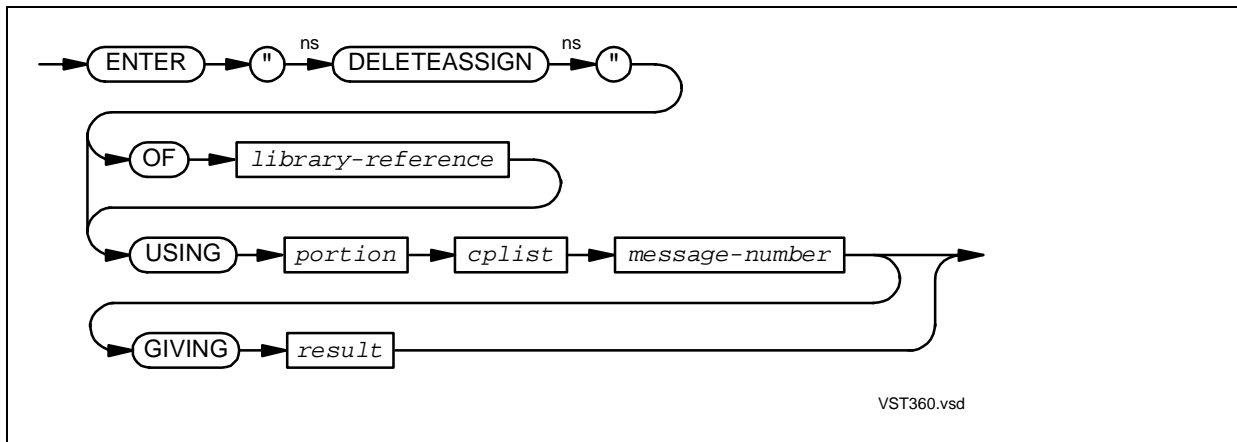 ns ns
ENTER " DELETEASSIGN "
OF library-reference
USING portion cplist message-number
GIVING result
VST360.vsd